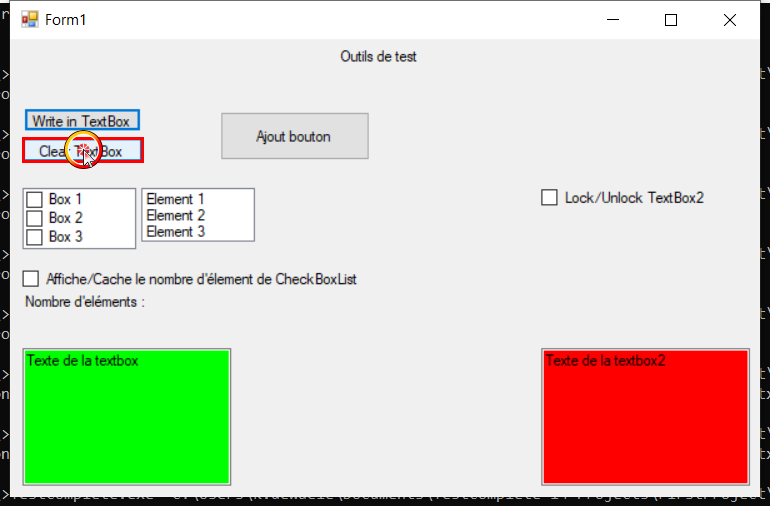 Form1
Outils de test
Write in TextBox
Clear TextBox
Ajout bouton
Box 1
Box 2
Box 3
Element 1
Element 2
Element 3
Lock/Unlock TextBox2
Affiche/Cache le nombre d'élement de CheckBoxList
Nombre d'eléments :
Texte de la textbox
Texte de la textbox2